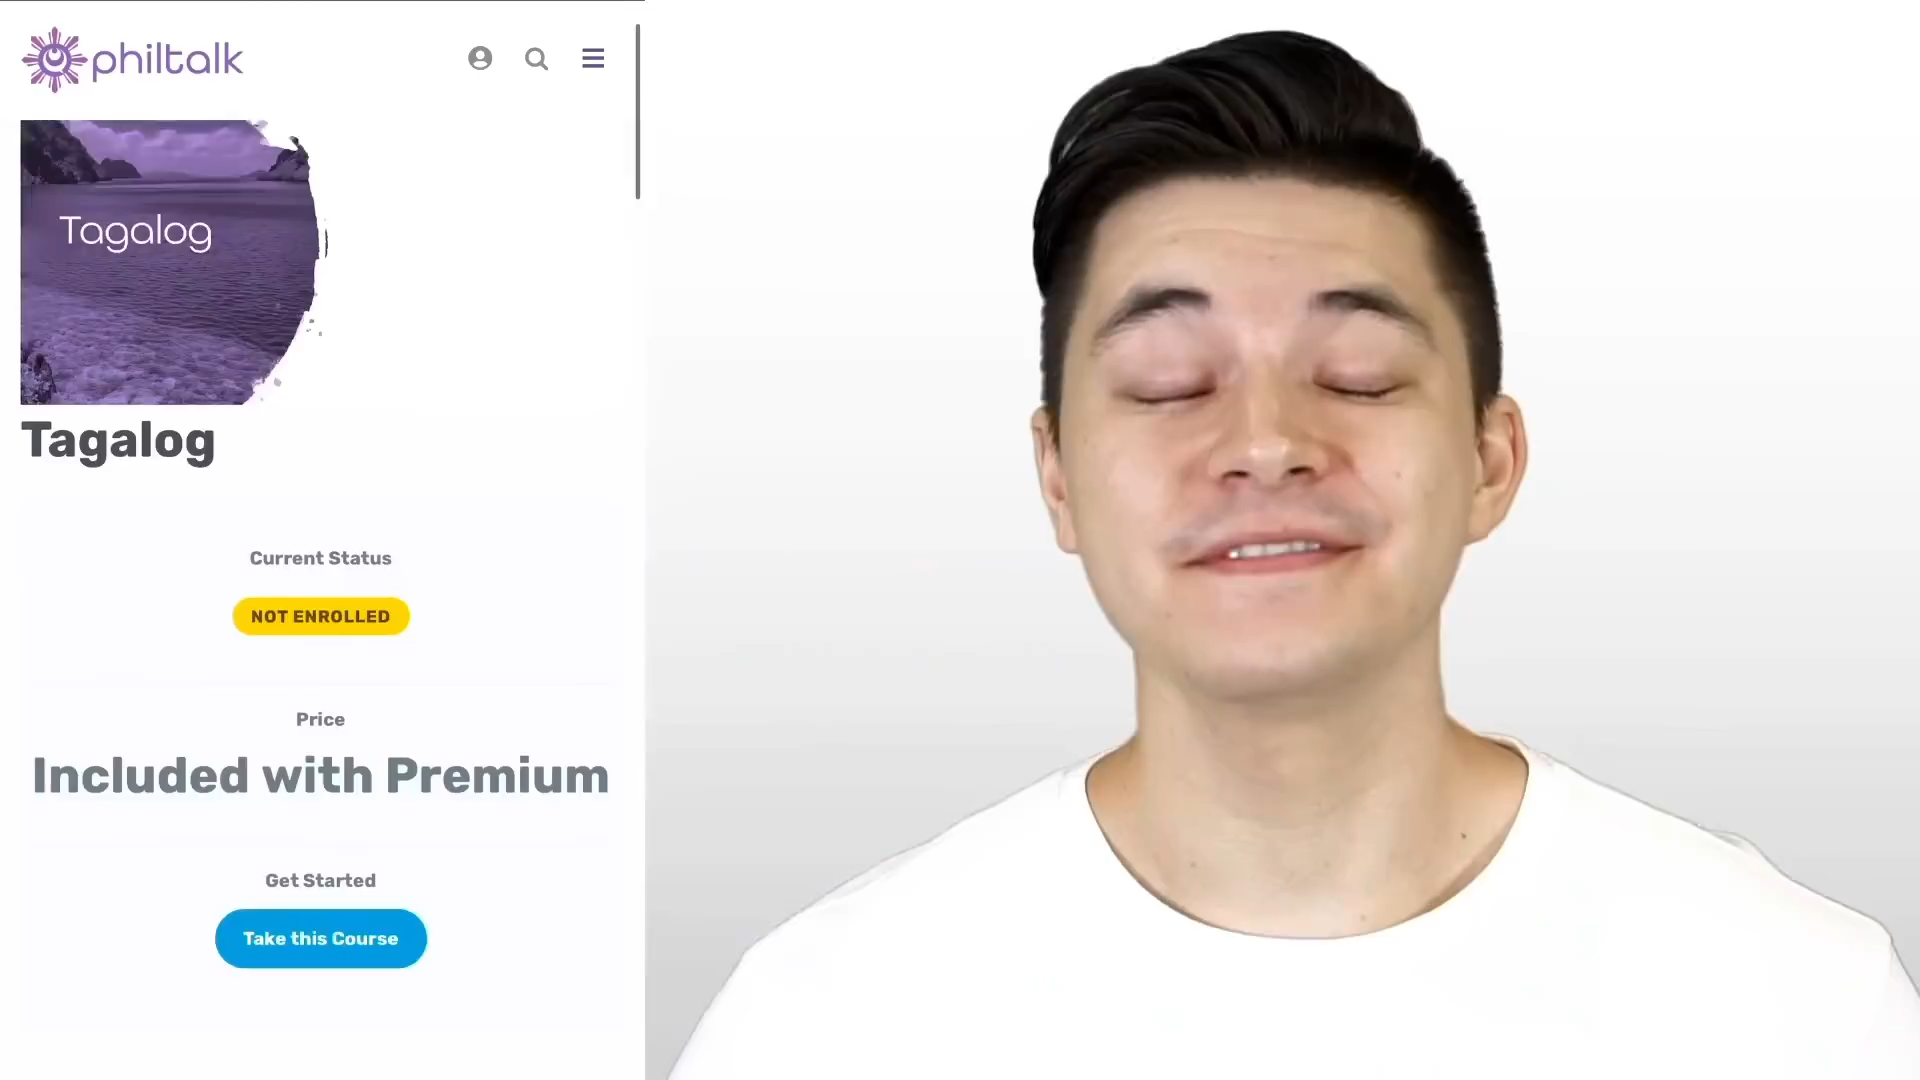 philtalk
Tagalog
Tagalog
Current Status
NOT ENROLLED
Price
Included with Premium
Get Started
Take this Course